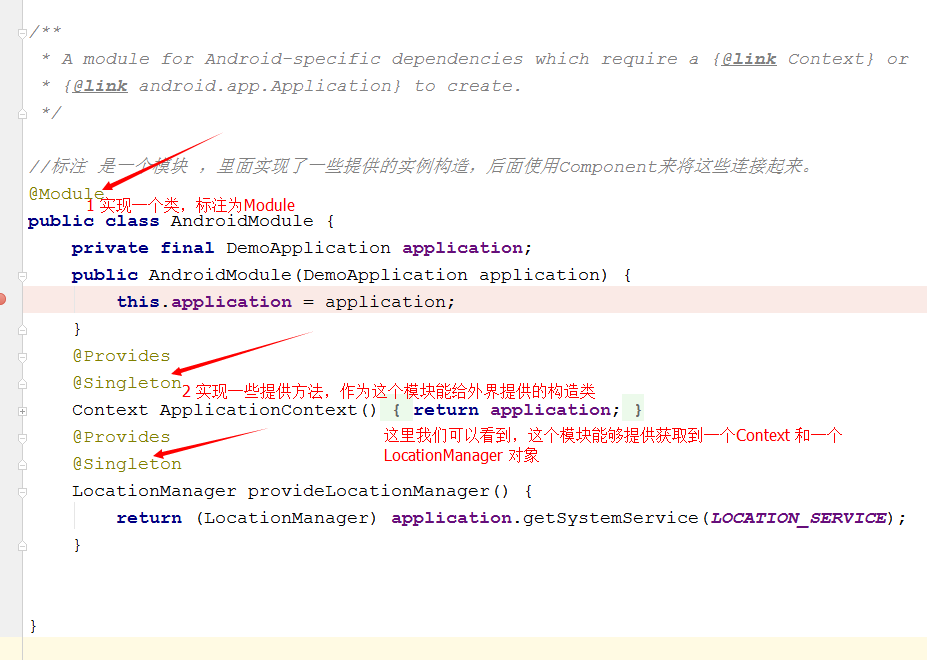 /**
* A module for Android-specific dependencies which require a {@link Context} or
* {@link android.app.Application} to create.
*/
//标注 是一个模块 ，里面实现了一些提供的实例构造，后面使用Component来将这些连接起来。
@Module
1 实现一个类，标注为Module
public class AndroidModule {
private final DemoApplication application;
public AndroidModule(DemoApplication application) {
this.application = application;
}
@Provides
@Singleton
2 实现一些提供方法，作为这个模块能给外界提供的构造类
Context ApplicationContext() { return application; }
@Provides
这里我们可以看到，这个模块能够提供获取到一个Context 和一个
LocationManager 对象
@Singleton
LocationManager provideLocationManager() {
return (LocationManager) application.getSystemService(LOCATION_SERVICE);
}
}